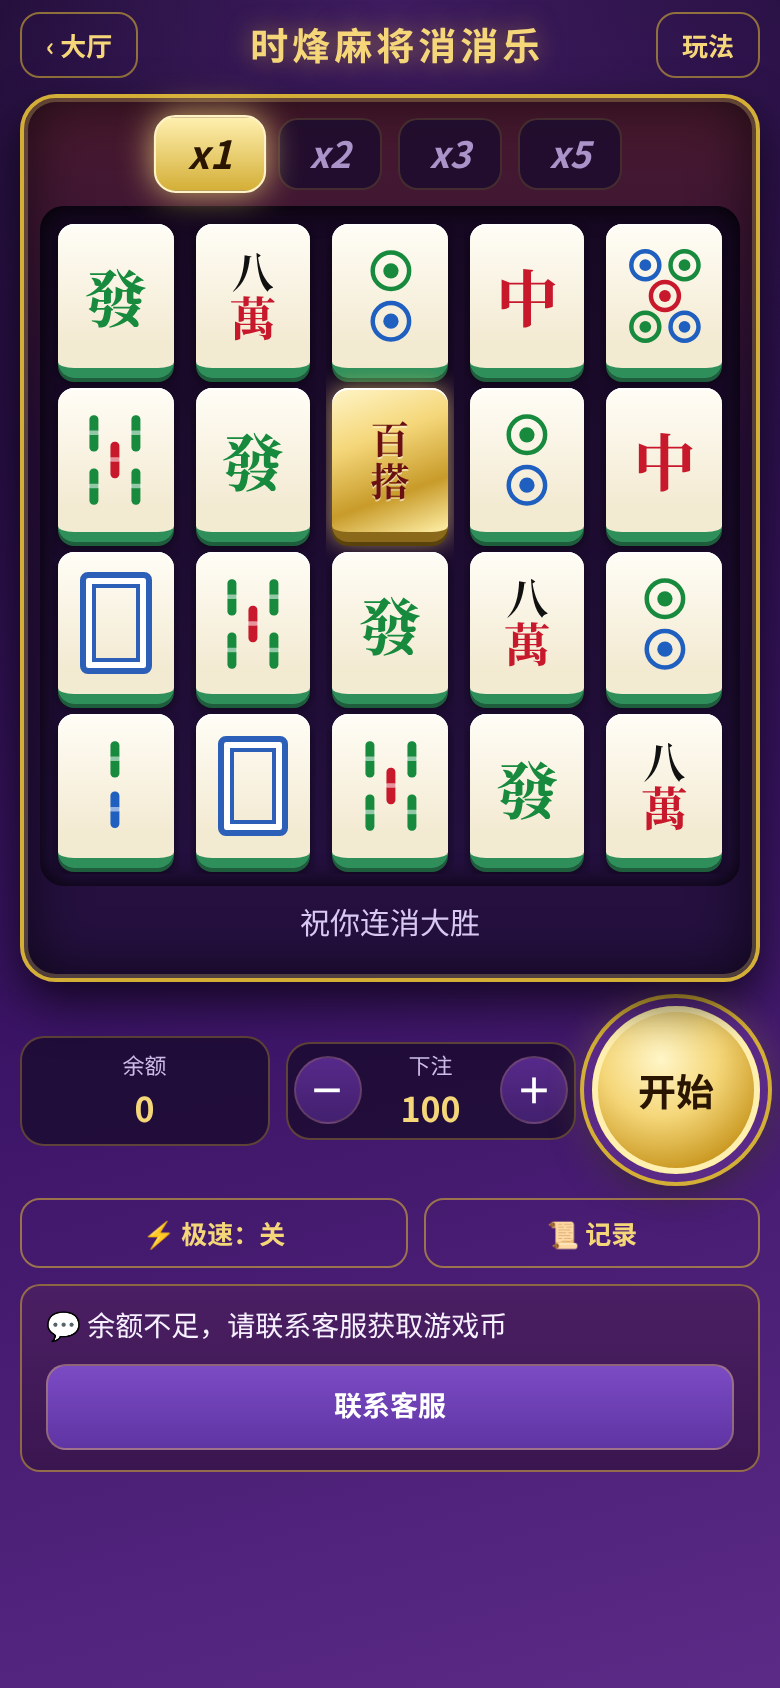 ‹ 大厅
时烽麻将消消乐
玩法
x1
x2
x3
x5
發
八萬
中
發
百搭
中
發
八萬
發
八萬
祝你连消大胜
余额
0
下注
100
开始
⚡ 极速：关
📜 记录
💬 余额不足，请联系客服获取游戏币
联系客服